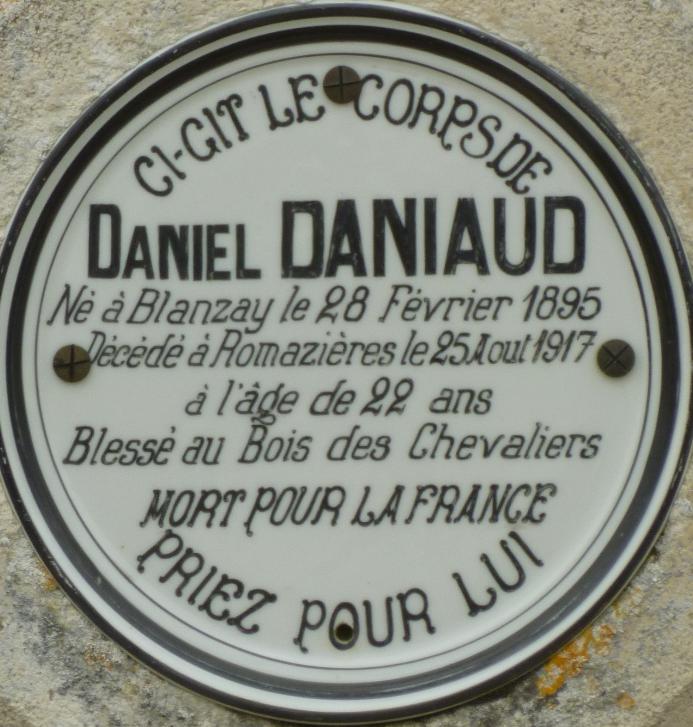 CI-GIT LE CORPS DE
DANIEL DANIAUD
Né à Blanzay le 28 Février 1895
Décédé à Romazières le 25 Aout 1917
à l'âge de 22 ans
Blessé au Bois des Chevaliers
MORT POUR LA FRANCE
PRIEZ POUR LUI